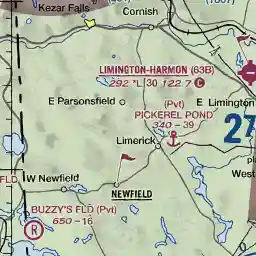 Kezar Falls
Cornish
LIMINGTON-HARMON (63B)
292 *L 30 122.7 C
E Parsonsfield
E Limington
(Pvt)
PICKEREL POND
340 - 39
27
Limerick
FLD
W Newfield
West
NEWFIELD
BUZZY'S FLD (Pvt)
650 - 16
R